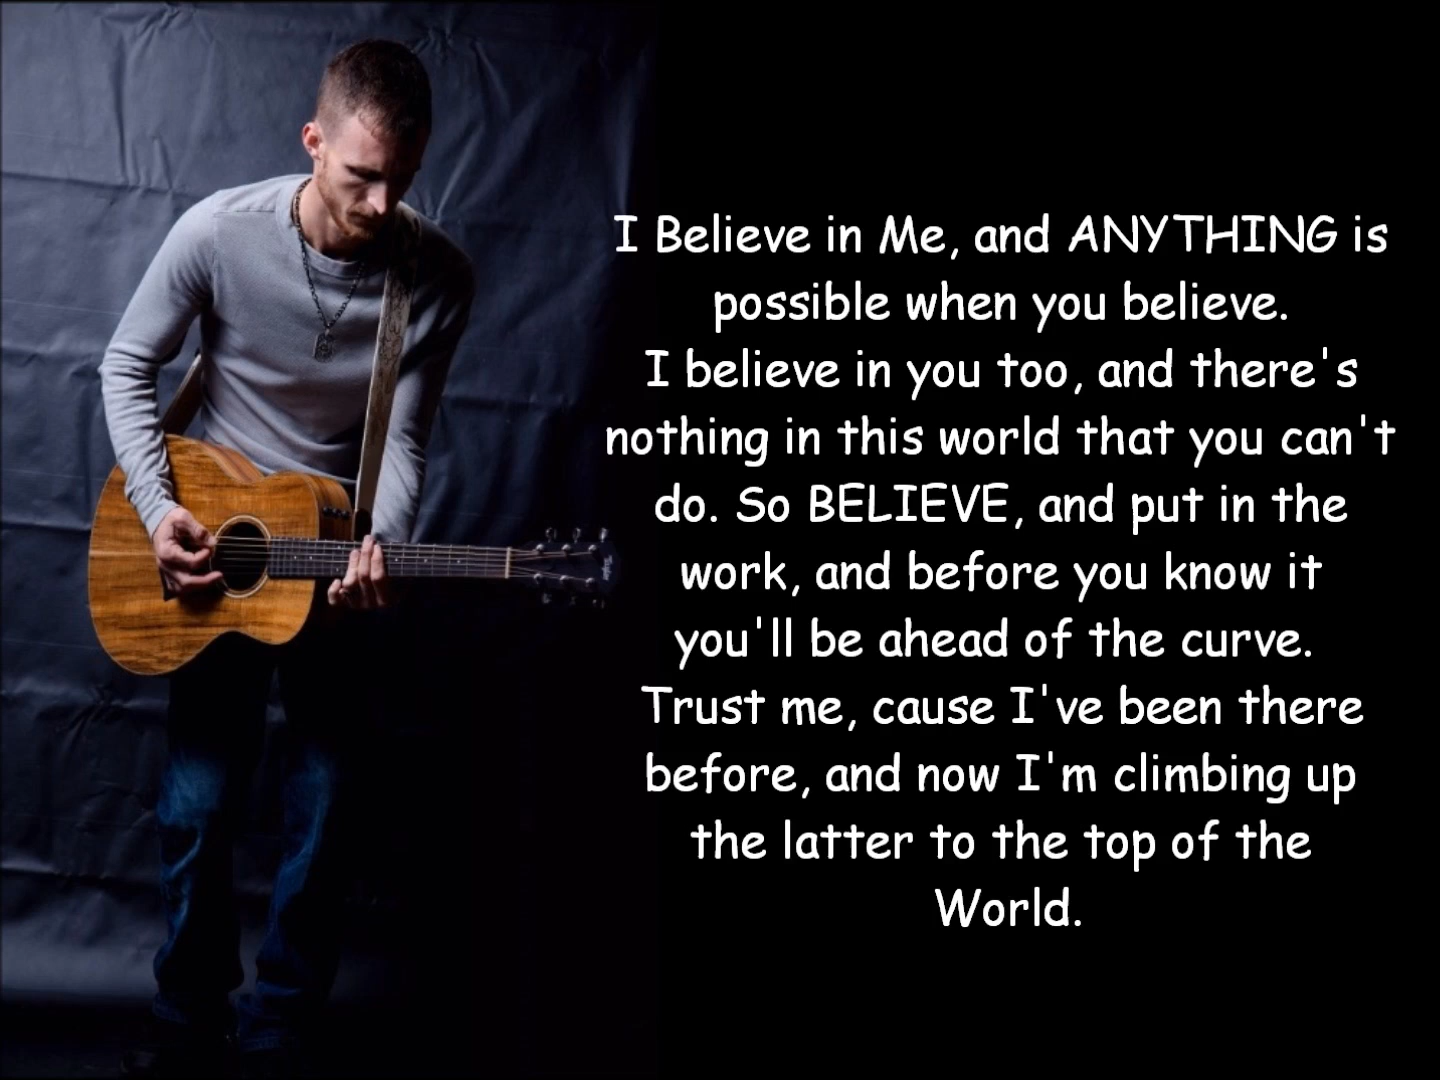 I Believe in Me, and ANYTHING is
possible when you believe.
I believe in you too, and there's
nothing in this world that you can't
do. So BELIEVE, and put in the
work, and before you know it
you'll be ahead of the curve.
Trust me, cause I've been there
before, and now I'm climbing up
the latter to the top of the
World.
Taylor